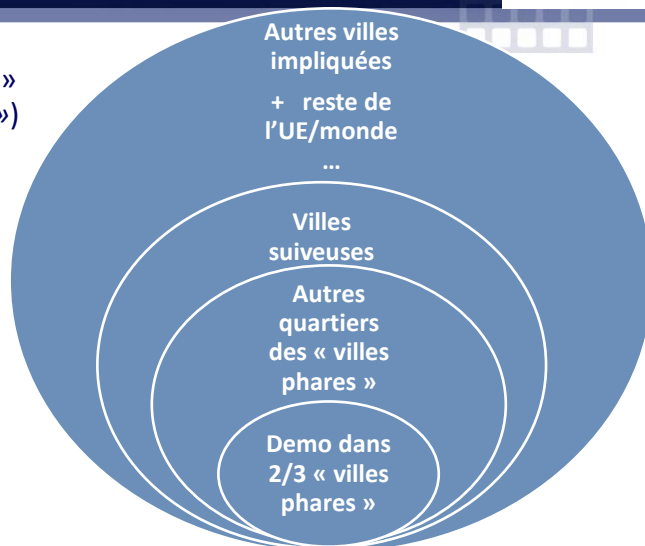 »
»)
Autres villes
impliquées
+ reste de
l'UE/monde
…
Villes
suiveuses
Autres
quartiers
des « villes
phares »
Demo dans
2/3 « villes
phares »